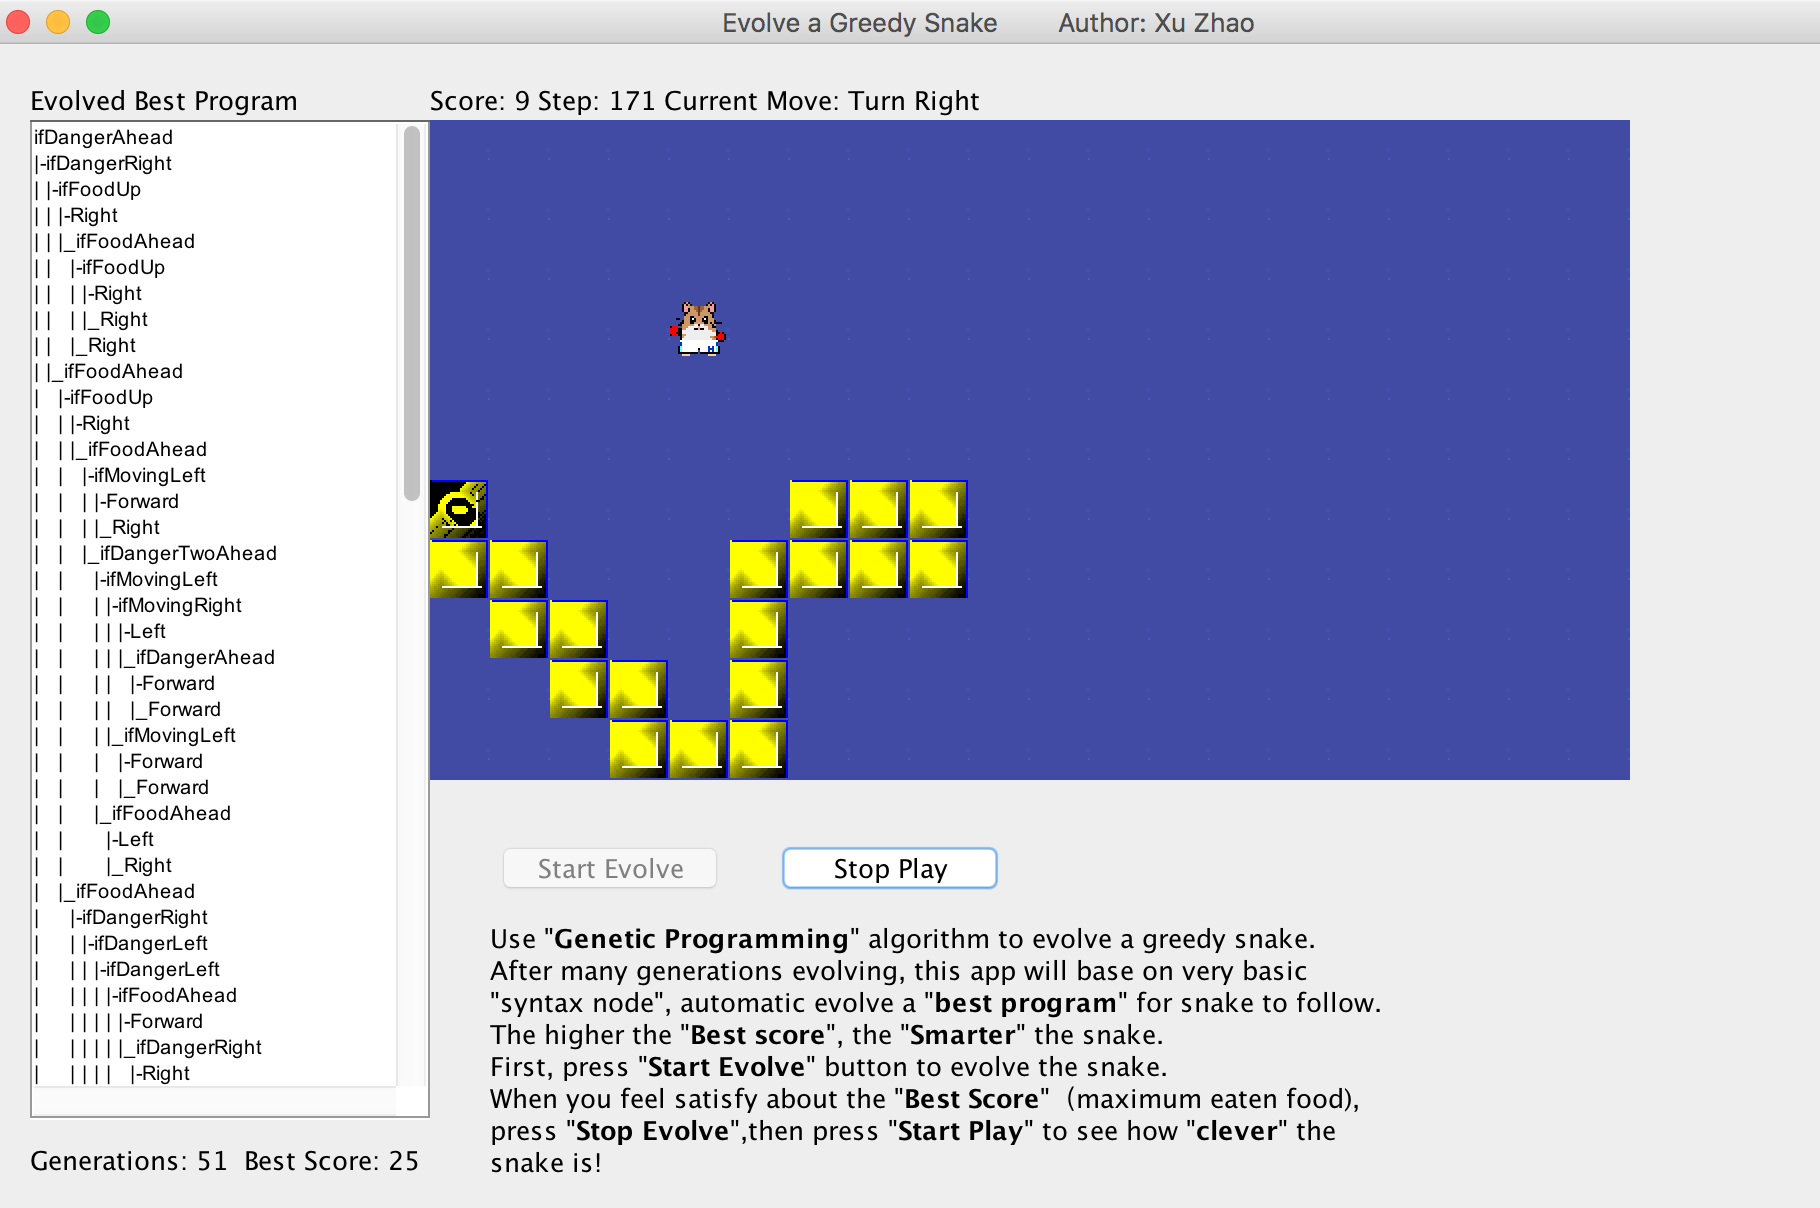 Evolve a Greedy Snake Author: Xu Zhao
Evolved Best Program
Score: 9 Step: 171 Current Move: Turn Right
ifDangerAhead
|-ifDangerRight
| |-ifFoodUp
| | |-Right
| | |_ifFoodAhead
| |   |-ifFoodUp
| |   | |-Right
| |   | |_Right
| |   |_Right
| |_ifFoodAhead
|   |-ifFoodUp
|   | |-Right
|   | |_ifFoodAhead
|   |   |-ifMovingLeft
|   |   | |-Forward
|   |   | |_Right
|   |   |_ifDangerTwoAhead
|   |     |-ifMovingLeft
|   |     | |-ifMovingRight
|   |     | | |-Left
|   |     | | |_ifDangerAhead
|   |     | |   |-Forward
|   |     | |   |_Forward
|   |     | |_ifMovingLeft
|   |     |   |-Forward
|   |     |   |_Forward
|   |     |_ifFoodAhead
|   |       |-Left
|   |       |_Right
|   |_ifFoodAhead
|     |-ifDangerRight
|     | |-ifDangerLeft
|     | | |-ifDangerLeft
|     | | | |-ifFoodAhead
|     | | | | |-Forward
|     | | | | |_ifDangerRight
|     | | | |   |-Right
Generations: 51 Best Score: 25
Start Evolve
Stop Play
Use "Genetic Programming" algorithm to evolve a greedy snake.
After many generations evolving, this app will base on very basic
"syntax node", automatic evolve a "best program" for snake to follow.
The higher the "Best score", the "Smarter" the snake.
First, press "Start Evolve" button to evolve the snake.
When you feel satisfy about the "Best Score" (maximum eaten food),
press "Stop Evolve",then press "Start Play" to see how "clever" the
snake is!